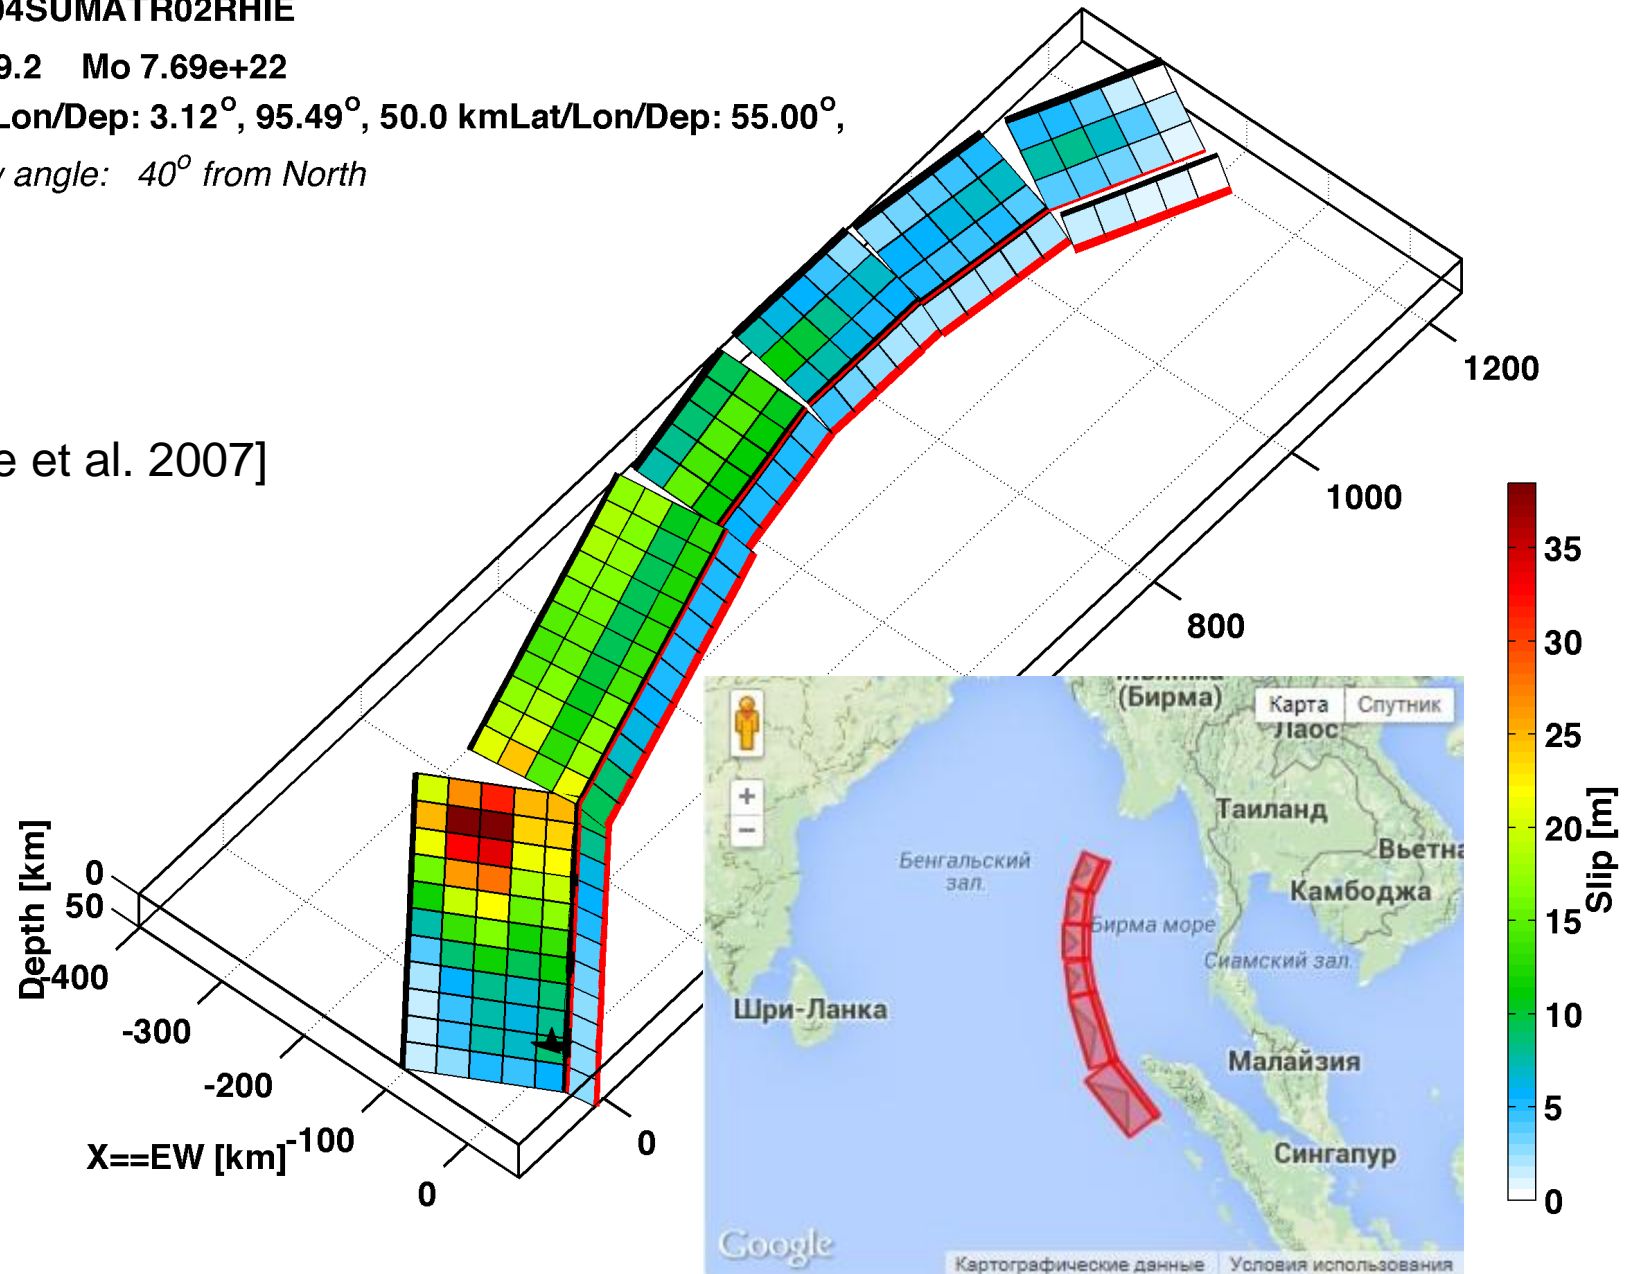 04SUMATR02RHIE
9.2 Mo 7.69e+22
Lon/Dep: 3.12°, 95.49°, 50.0 kmLat/Lon/Dep: 55.00°,
angle: 40° from North
e et al. 2007]
1200
1000
800
0
Depth [km]
0
50
-400
-300
-200
-100
0
X==EW [km]
35
30
25
20
15
10
5
0
Slip [m]
(Бирма)
Карта
Спутник
Лаос
+
−
Таиланд
Вьетна
Камбоджа
Бенгальский
зал.
Бирма море
Сиамский зал.
Шри-Ланка
Малайзия
Сингапур
Google
Картографические данные
Условия использования